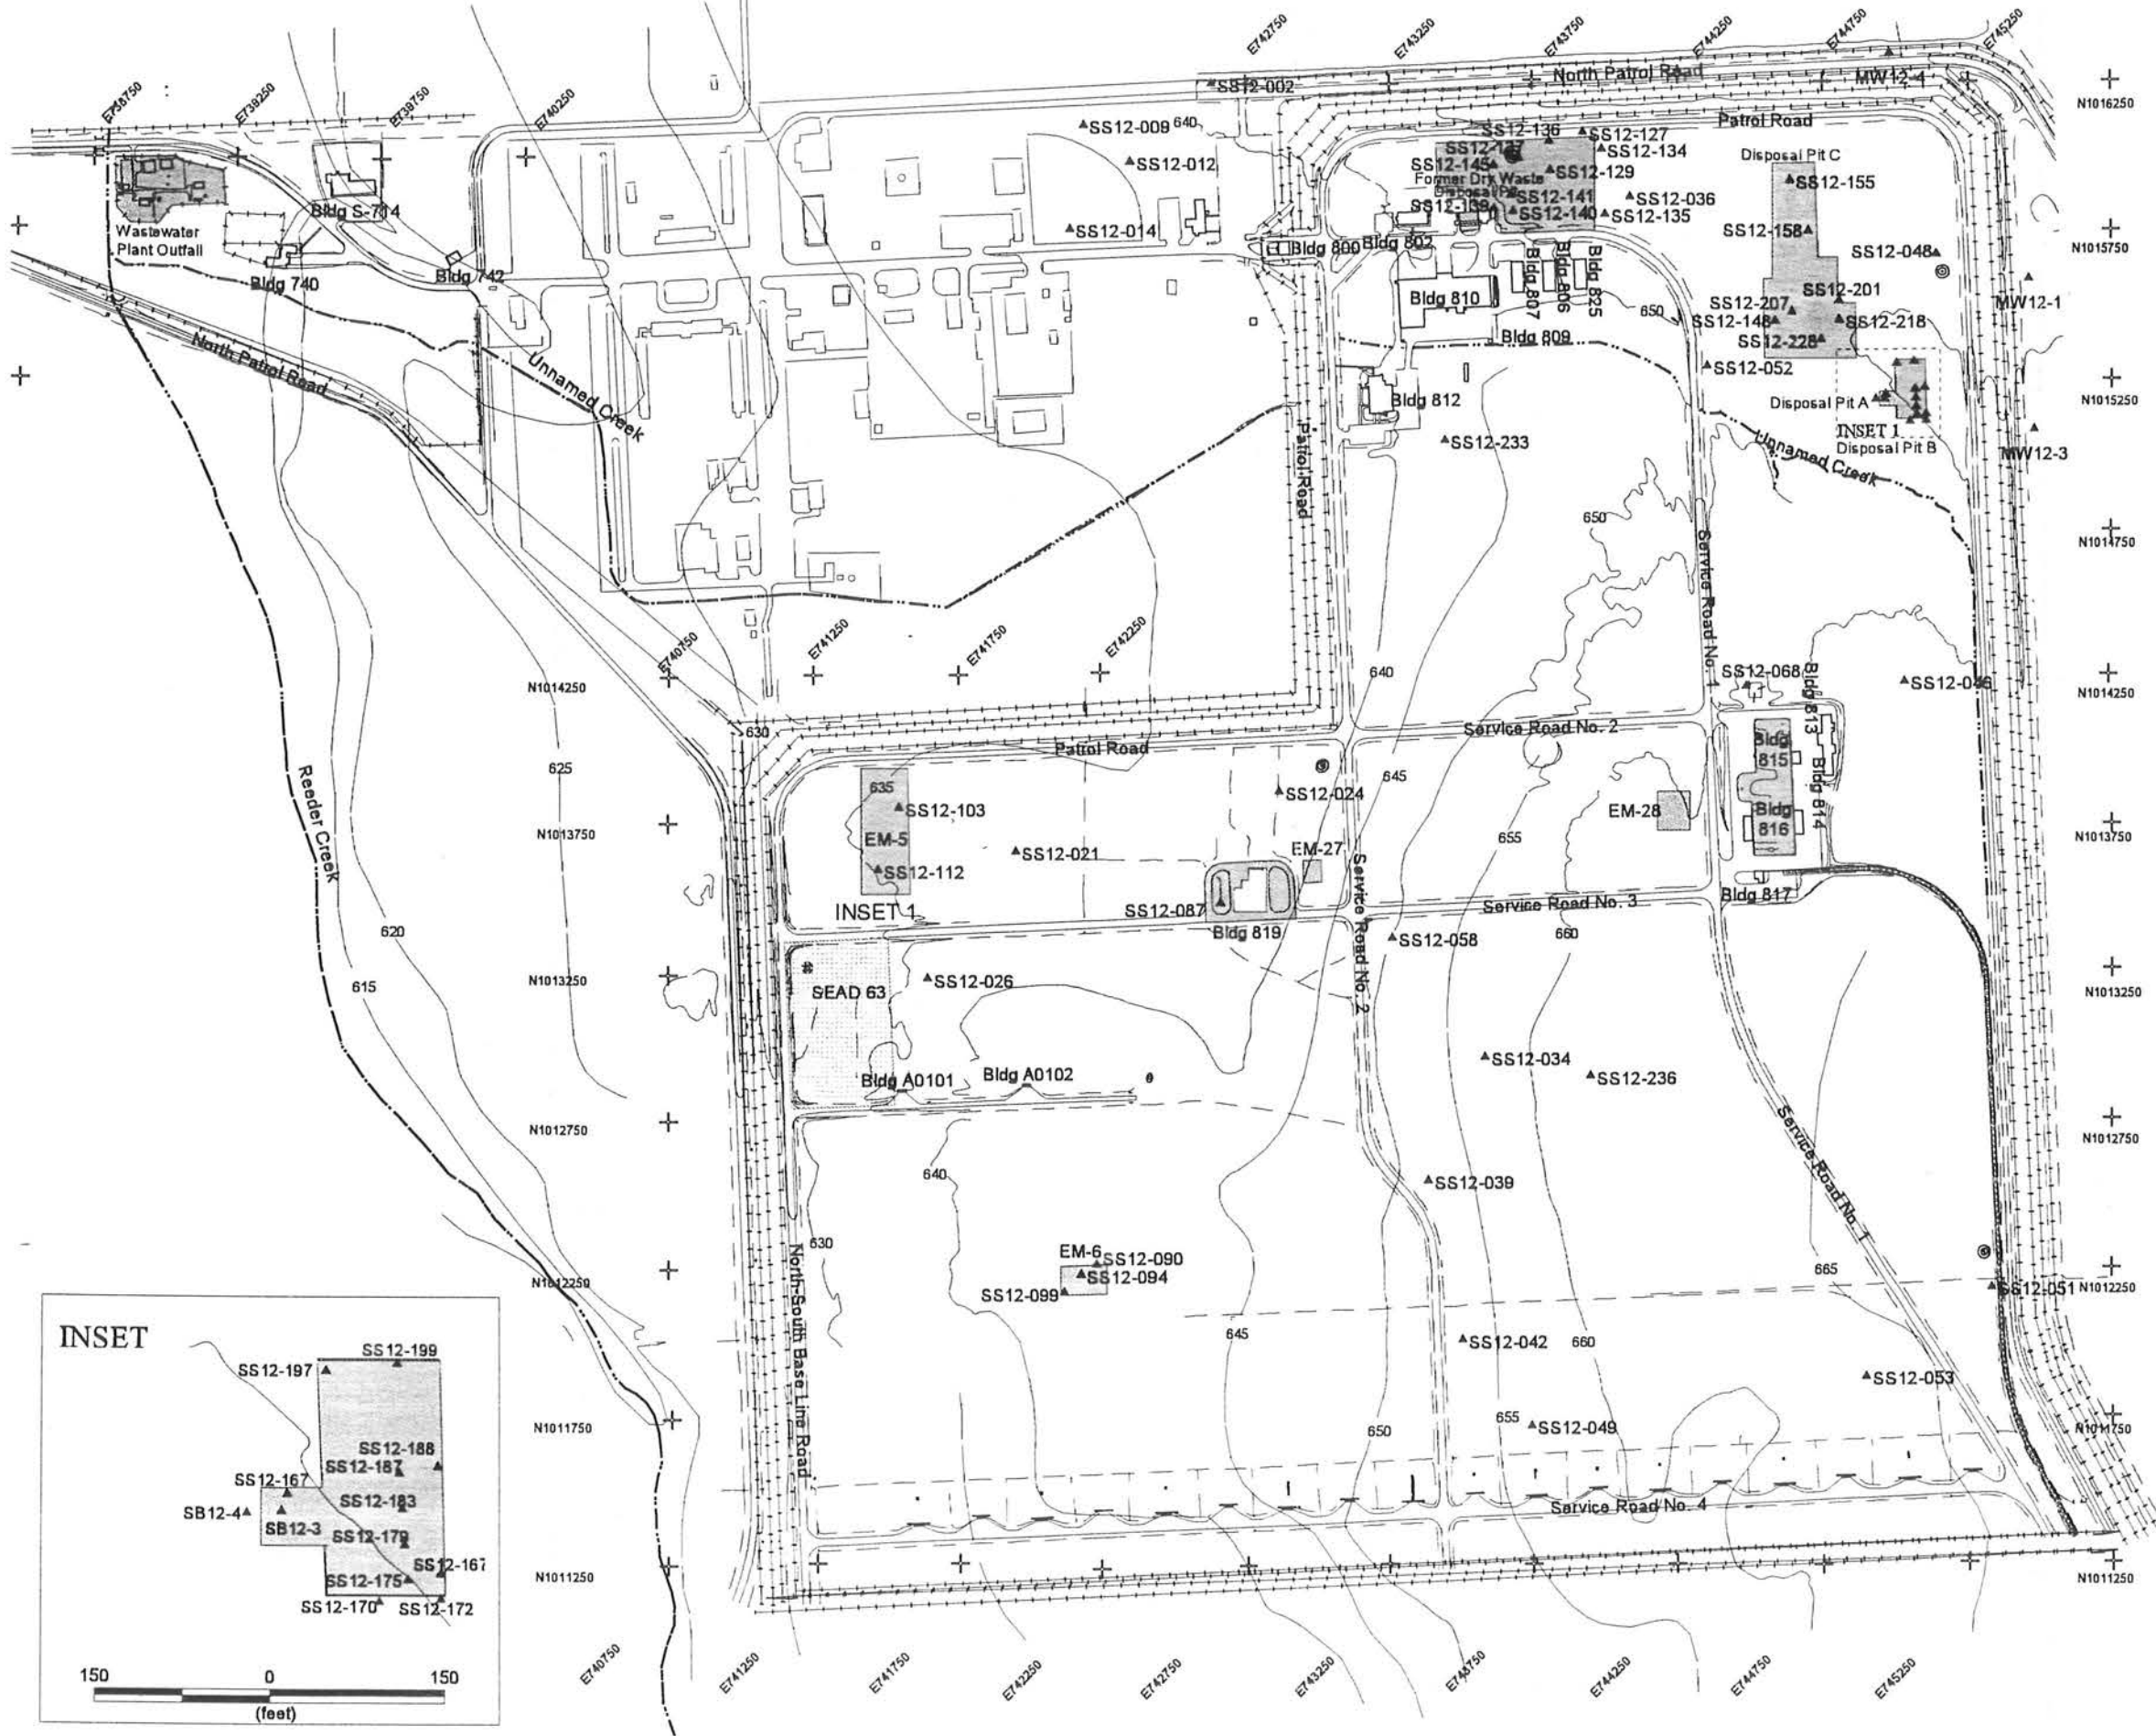 E738750
E739250
E739750
E740250
E742750
E743250
E743750
E744250
E744750
E745250
North Patrol Road
MW12-4
N1016250
SS12-002
SS12-009
640
SS12-012
SS12-014
SS12-136
SS12-127
SS12-137
SS12-134
SS12-145
SS12-129
Former Dry Waste
Disposal Pit
SS12-141
SS12-036
SS12-139
SS12-140
SS12-135
Patrol Road
Disposal Pit C
SS12-155
SS12-158
SS12-048
N1015750
Wastewater
Plant Outfall
Bldg S-714
Bldg 740
Bldg 742
Bldg 800
Bldg 802
Bldg 810
Bldg 807
Bldg 806
Bldg 825
650
Bldg 809
SS12-201
SS12-207
SS12-148
SS12-218
SS12-228
MW12-1
North Patrol Road
Unnamed Creek
Bldg 812
SS12-052
Disposal Pit A
INSET 1
Disposal Pit B
N1015250
SS12-233
Patrol Road
Unnamed Creek
MW12-3
650
N1014750
Service Road No. 1
E740750
E741250
E741750
E742250
N1014250
640
SS12-068
Bldg 813
SS12-046
N1014250
630
Patrol Road
Service Road No. 2
625
635
645
SS12-024
SS12-103
EM-5
SS12-112
SS12-021
EM-27
EM-28
655
Bldg
815
Bldg
816
Bldg 814
N1013750
N1013750
Reeder Creek
INSET 1
SS12-087
Bldg 819
Service Road No. 2
Service Road No. 3
Bldg 817
620
SS12-058
660
615
N1013250
SEAD 63
SS12-026
N1013250
SS12-034
SS12-236
Bldg A0101
Bldg A0102
N1012750
N1012750
Service Road No. 1
640
SS12-039
630
EM-6
SS12-090
SS12-094
SS12-099
665
N1012250
SS12-051
N1012250
North-South Base Line Road
645
SS12-042
660
SS12-053
N1011750
650
655
SS12-049
N1011750
Service Road No. 4
N1011250
N1011250
E740750
E741250
E741750
E742250
E742750
E743250
E743750
E744250
E744750
E745250
INSET
SS12-199
SS12-197
SS12-188
SS12-187
SS12-167
SS12-183
SB12-4
SB12-3
SS12-179
SS12-167
SS12-175
SS12-170
SS12-172
150
0
150
(feet)